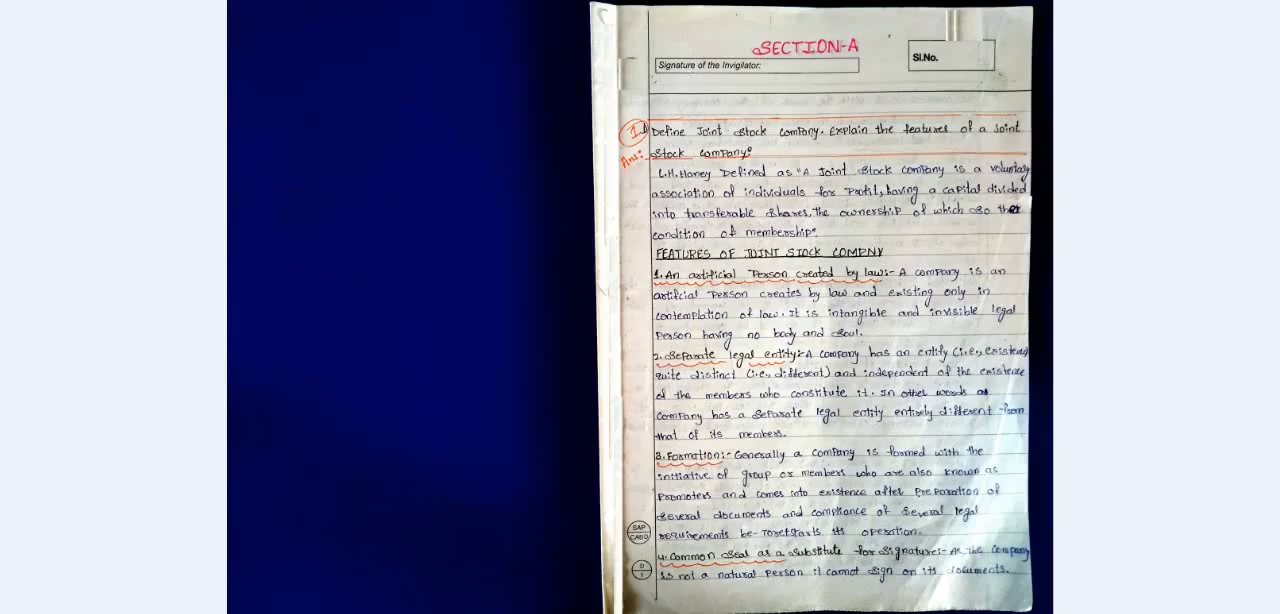 SECTION-A
Signature of the Invigilator:
Sl.No.
1. Define Joint stock company. Explain the features of a Joint
Ans:- stock company?
L.H.Haney Defined as "A Joint stock company is a voluntary
association of individuals for Profit, having a capital divided
into transferable shares, the ownership of which so the
condition of membership".
FEATURES OF JOINT STOCK COMPNY
1. An artificial Person created by law:- A company is an
artifcial Person creates by law and existing only in
contemplation of law. It is intangible and invisible legal
Person having no body and soul.
2. Separate legal entity:- A company has an entity (i.e., existence)
quite distinct (i.e., different) and independent of the existence
of the members who constitute it. In other words a
company has a separate legal entity entirely different from
that of its members.
3. Formation:- Generally a company is formed with the
initiative of group or members who are also known as
Promoters and comes into existence after Preparation of
several documents and compliance of several legal
requirements be- starts its operation.
4. Common seal as a substitute for signature:- As the company
is not a natural Person it cannot sign on its documents.
SAP
CABD
D
1